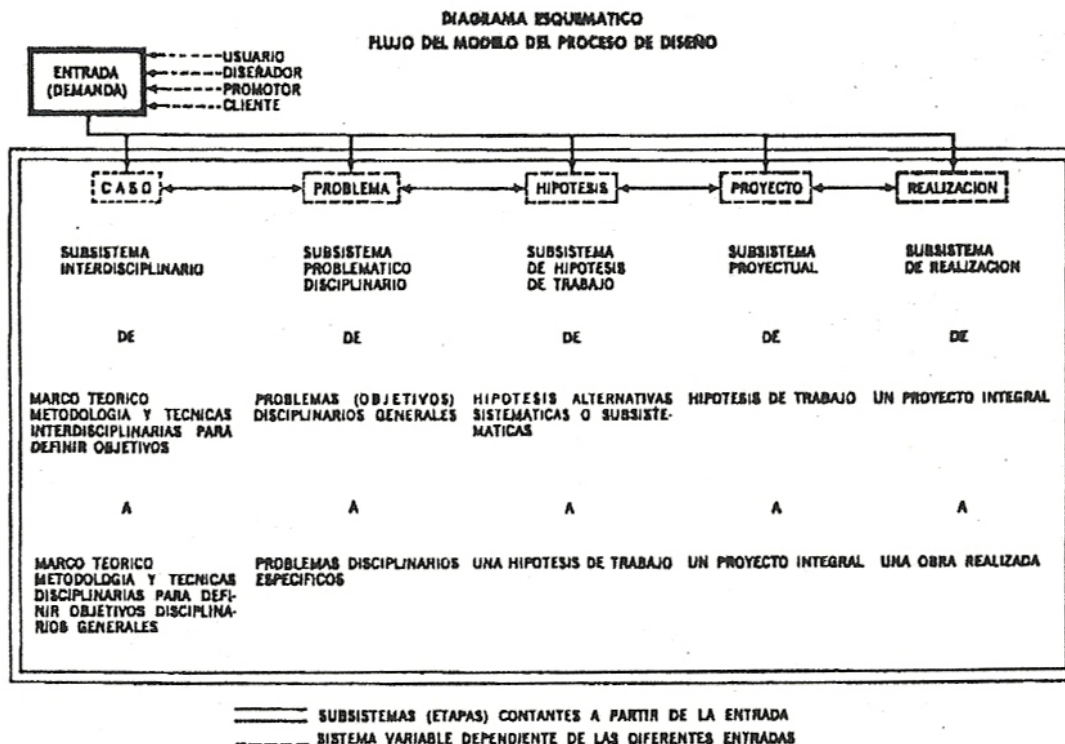 DIAGRAMA ESQUEMATICO
FLUJO DEL MODELO DEL PROCESO DE DISEÑO
ENTRADA
(DEMANDA)
USUARIO
DISEÑADOR
PROMOTOR
CLIENTE
CASO
PROBLEMA
HIPOTESIS
PROYECTO
REALIZACION
SUBSISTEMA
INTERDISCIPLINARIO
SUBSISTEMA
PROBLEMATICO
DISCIPLINARIO
SUBSISTEMA
DE HIPOTESIS
DE TRABAJO
SUBSISTEMA
PROYECTUAL
SUBSISTEMA
DE REALIZACION
DE
DE
DE
DE
DE
MARCO TEORICO
METODOLOGIA Y TECNICAS
INTERDISCIPLINARIAS PARA
DEFINIR OBJETIVOS
PROBLEMAS (OBJETIVOS)
DISCIPLINARIOS GENERALES
HIPOTESIS ALTERNATIVAS
SISTEMATICAS O SUBSISTE-
MATICAS
HIPOTESIS DE TRABAJO
UN PROYECTO INTEGRAL
A
A
A
A
A
MARCO TEORICO
METODOLOGIA Y TECNICAS
DISCIPLINARIAS PARA DEFI-
NIR OBJETIVOS DISCIPLINA-
RIOS GENERALES
PROBLEMAS DISCIPLINARIOS
ESPECIFICOS
UNA HIPOTESIS DE TRABAJO
UN PROYECTO INTEGRAL
UNA OBRA REALIZADA
SUBSISTEMAS (ETAPAS) CONTANTES A PARTIR DE LA ENTRADA
SISTEMA VARIABLE DEPENDIENTE DE LAS DIFERENTES ENTRADAS